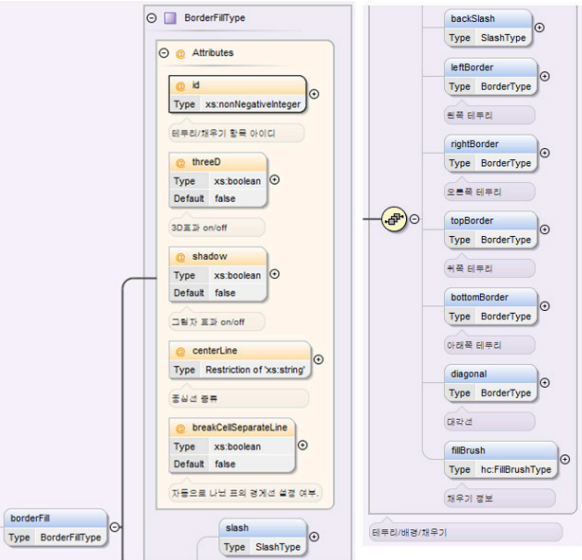 BorderFillType
Attributes
id
Type xs:nonNegativeInteger
테두리/채우기 항목 아이디
threeD
Type xs:boolean
Default false
3D효과 on/off
shadow
Type xs:boolean
Default false
그림자 효과 on/off
centerLine
Type Restriction of 'xs:string'
중심선 종류
breakCellSeparateLine
Type xs:boolean
Default false
자동으로 나뉜 표의 경계선 설정 여부.
borderFill
Type BorderFillType
slash
Type SlashType
backSlash
Type SlashType
leftBorder
Type BorderType
왼쪽 테두리
rightBorder
Type BorderType
오른쪽 테두리
topBorder
Type BorderType
위쪽 테두리
bottomBorder
Type BorderType
아래쪽 테두리
diagonal
Type BorderType
대각선
fillBrush
Type hc:FillBrushType
채우기 정보
테두리/배경/채우기